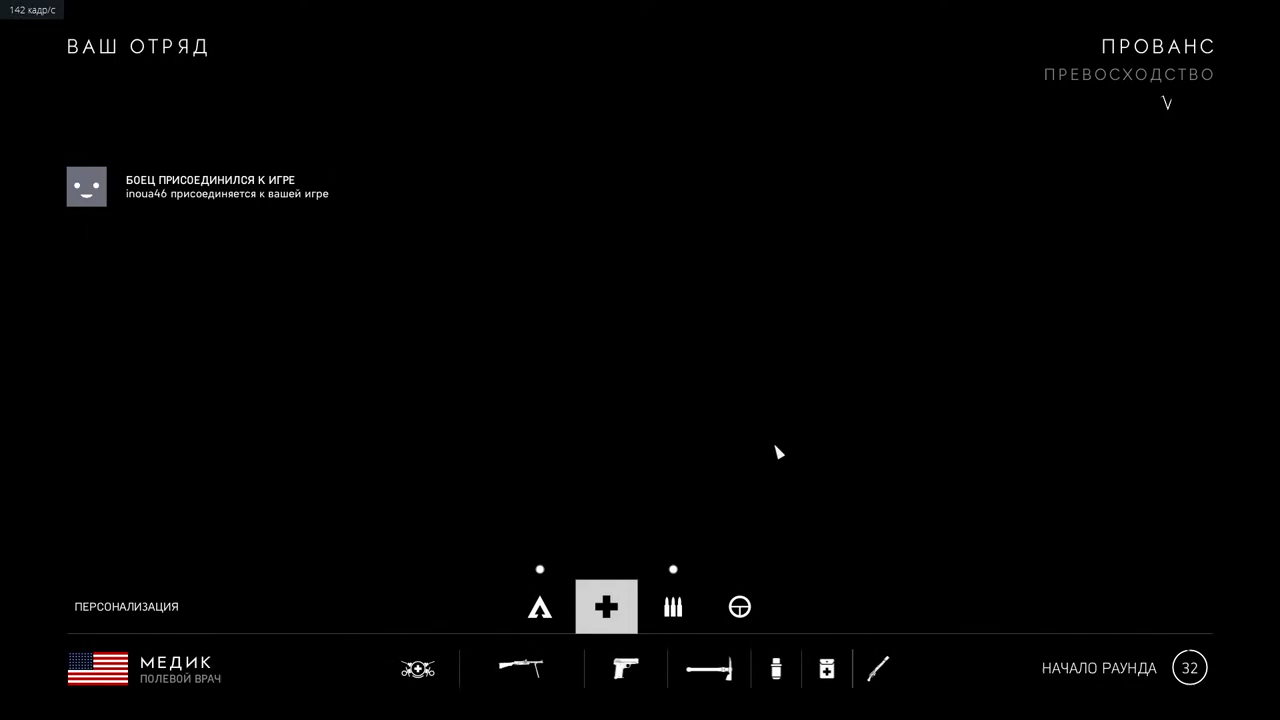 142 кадр/с
ВАШ ОТРЯД
ПРОВАНС
ПРЕВОСХОДСТВО
БОЕЦ ПРИСОЕДИНИЛСЯ К ИГРЕ
inoua46 присоединяется к вашей игре
ПЕРСОНАЛИЗАЦИЯ
МЕДИК
ПОЛЕВОЙ ВРАЧ
НАЧАЛО РАУНДА 32